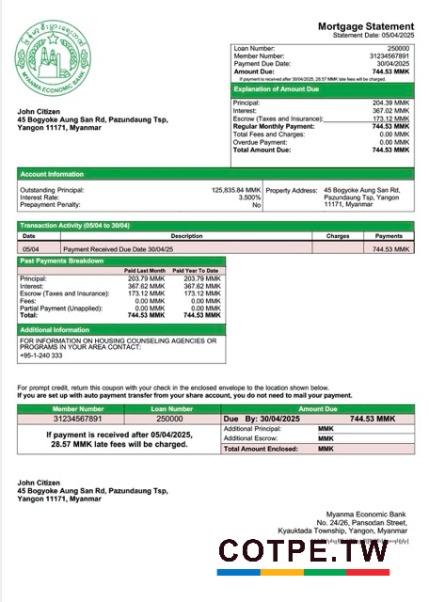 Mortgage Statement
Statement Date: 05/04/2025
MYANMA ECONOMIC BANK
Loan Number: 250000
Member Number: 31234567891
Payment Due Date: 30/04/2025
Amount Due: 744.53 MMK
If payment is received after 30/04/2025, 28.57 MMK late fees will be charged.
John Citizen
45 Bogyoke Aung San Rd, Pazundaung Tsp,
Yangon 11171, Myanmar
Explanation of Amount Due
Principal: 204.39 MMK
Interest: 367.02 MMK
Escrow (Taxes and Insurance): 173.12 MMK
Regular Monthly Payment: 744.53 MMK
Total Fees and Charges: 0.00 MMK
Overdue Payment: 0.00 MMK
Total Amount Due: 744.53 MMK
Account Information
Outstanding Principal: 125,835.84 MMK
Interest Rate: 3.500%
Prepayment Penalty: No
Property Address: 45 Bogyoke Aung San Rd,
Pazundaung Tsp, Yangon
11171, Myanmar
Transaction Activity (05/04 to 30/04)
Date Description Charges Payments
05/04 Payment Received Due Date 30/04/25 744.53 MMK
Past Payments Breakdown
Paid Last Month Paid Year To Date
Principal: 203.79 MMK 203.79 MMK
Interest: 367.62 MMK 367.62 MMK
Escrow (Taxes and Insurance): 173.12 MMK 173.12 MMK
Fees: 0.00 MMK 0.00 MMK
Partial Payment (Unapplied): 0.00 MMK 0.00 MMK
Total: 744.53 MMK 744.53 MMK
Additional Information
FOR INFORMATION ON HOUSING COUNSELING AGENCIES OR
PROGRAMS IN YOUR AREA CONTACT:
+95-1-240 333
For prompt credit, return this coupon with your check in the enclosed envelope to the location shown below.
If you are set up with auto payment transfer from your share account, you do not need to mail your payment.
Member Number Loan Number Amount Due
31234567891 250000 Due By: 30/04/2025 744.53 MMK
If payment is received after 05/04/2025,
28.57 MMK late fees will be charged.
Additional Principal: MMK
Additional Escrow: MMK
Total Amount Enclosed: MMK
John Citizen
45 Bogyoke Aung San Rd, Pazundaung Tsp,
Yangon 11171, Myanmar
Myanma Economic Bank
No. 24/26, Pansodan Street,
Kyauktada Township, Yangon, Myanmar
COTPE.TW